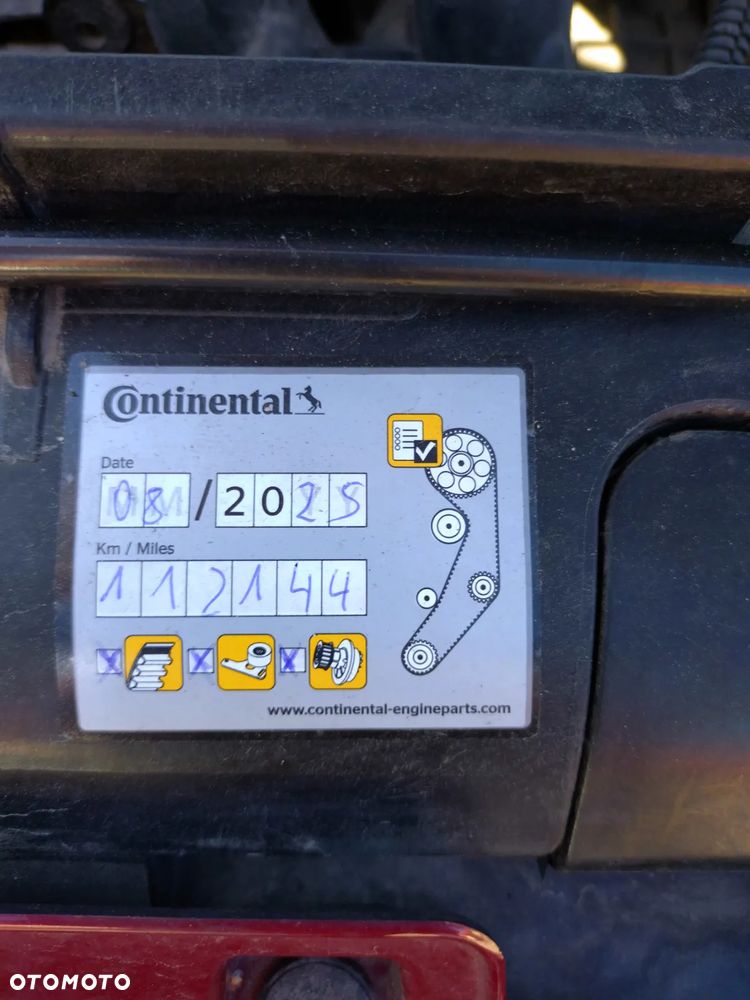 Continental
Date
08/2025
Km / Miles
112144
x x x
www.continental-engineparts.com
OTOMOTO